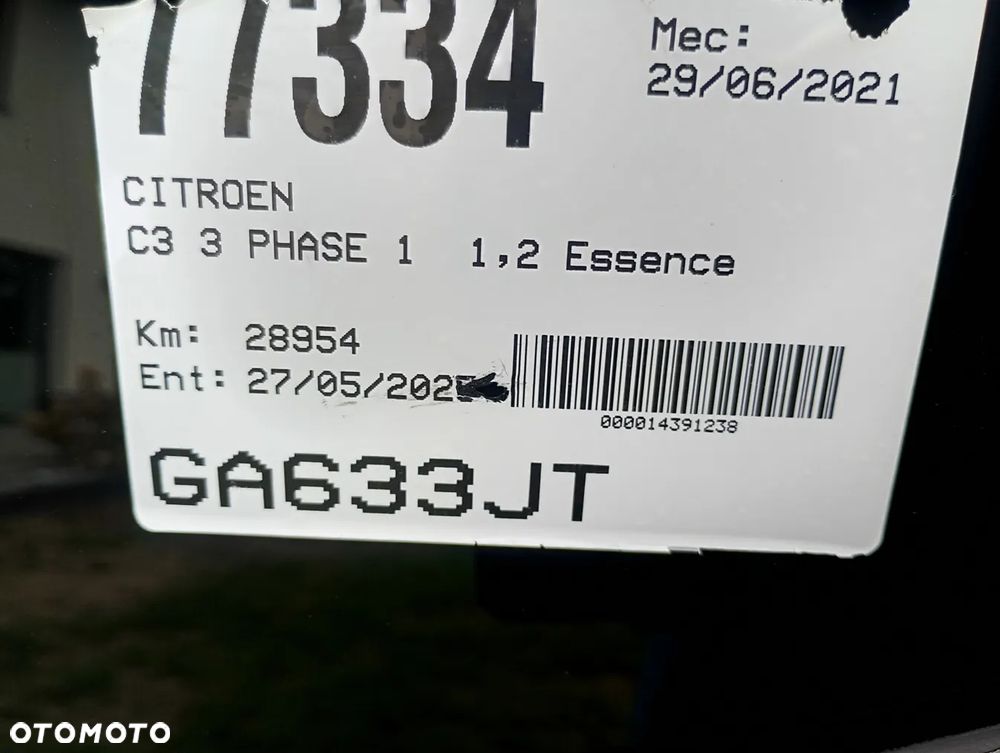 77334
Mec:
29/06/2021
CITROEN
C3 3 PHASE 1 1,2 Essence
Km: 28954
Ent: 27/05/2025
000014391238
GA633JT
OTOMOTO